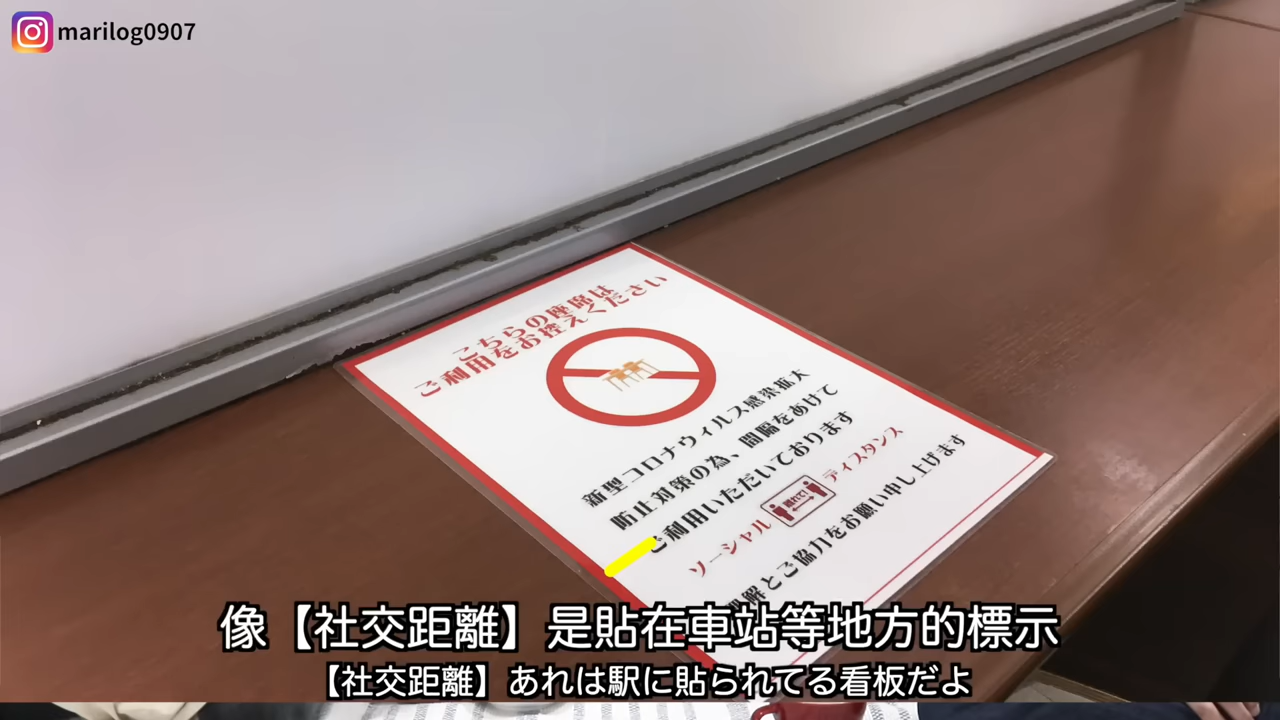 marilog0907
こちらの座席は
ご利用をお控えください
新型コロナウィルス感染拡大
防止対策の為、間隔をあけて
ご利用いただいております
ソーシャル
ディスタンス
解とご協力をお願い申し上げます
像【社交距離】是貼在車站等地方的標示
【社交距離】あれは駅に貼られてる看板だよ